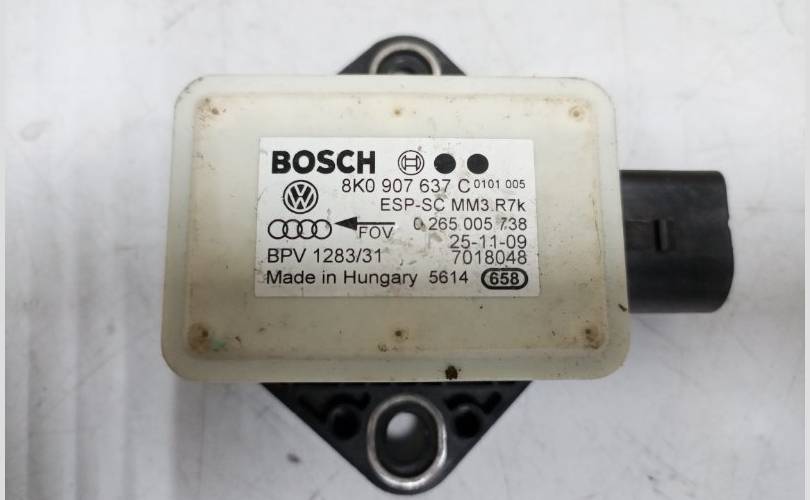 BOSCH
8K0 907 637 C 0101 005
ESP-SC MM3.R7k
FOV 0 265 005 738
25-11-09
BPV 1283/31 7018048
Made in Hungary 5614 658